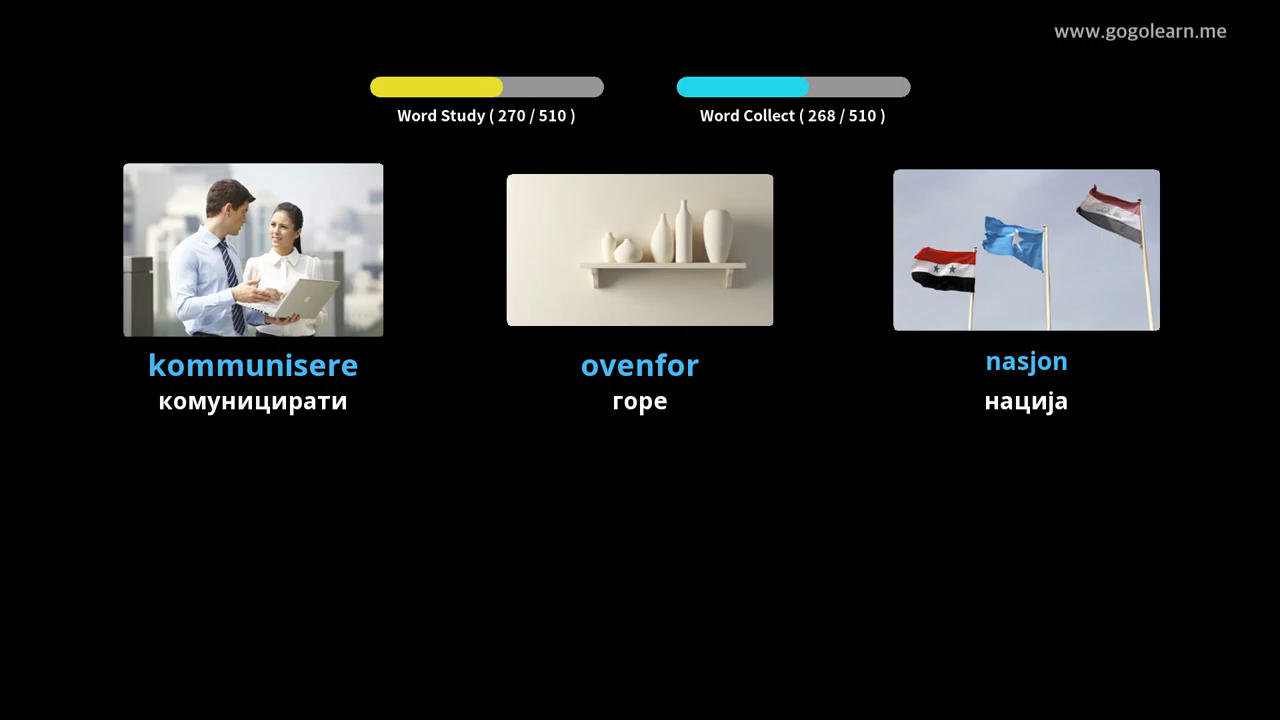 www.gogolearn.me
Word Study ( 270 / 510 )
Word Collect ( 268 / 510 )
kommunisere
комуницирати
ovenfor
горе
nasjon
нација